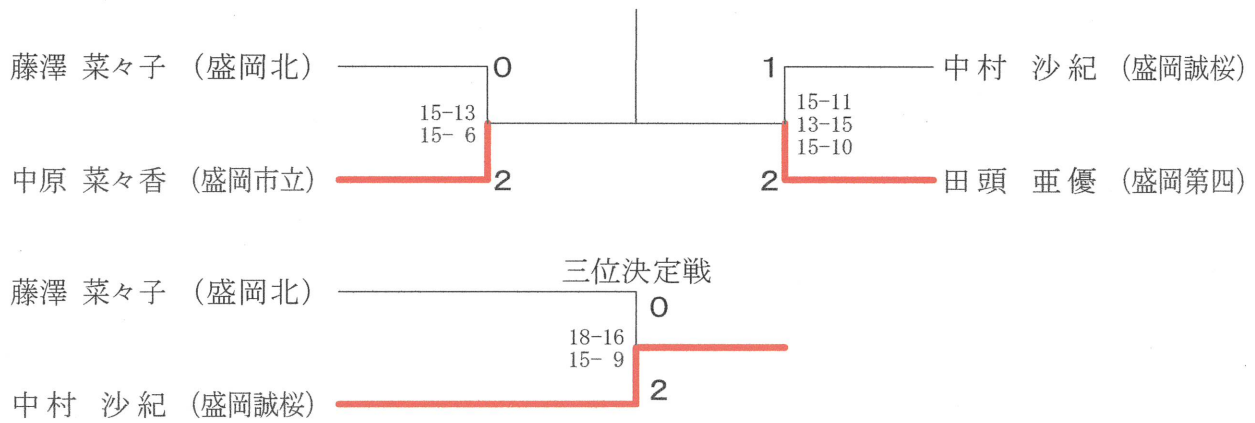 藤澤 菜々子 (盛岡北) 0
15-13
15- 6
中原 菜々香 (盛岡市立) 2
1 中村 沙紀 (盛岡誠桜)
15-11
13-15
15-10
2 田頭 亜優 (盛岡第四)
三位決定戦
藤澤 菜々子 (盛岡北) 0
18-16
15- 9
中村 沙紀 (盛岡誠桜) 2